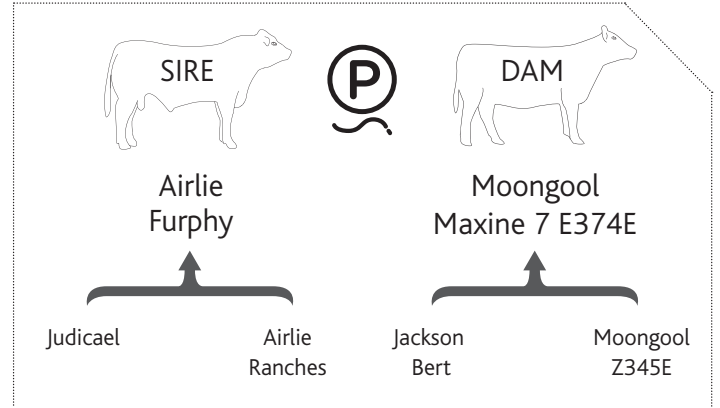 SIRE
P
DAM
Airlie
Furphy
Moongool
Maxine 7 E374E
Judicael
Airlie
Ranches
Jackson
Bert
Moongool
Z345E